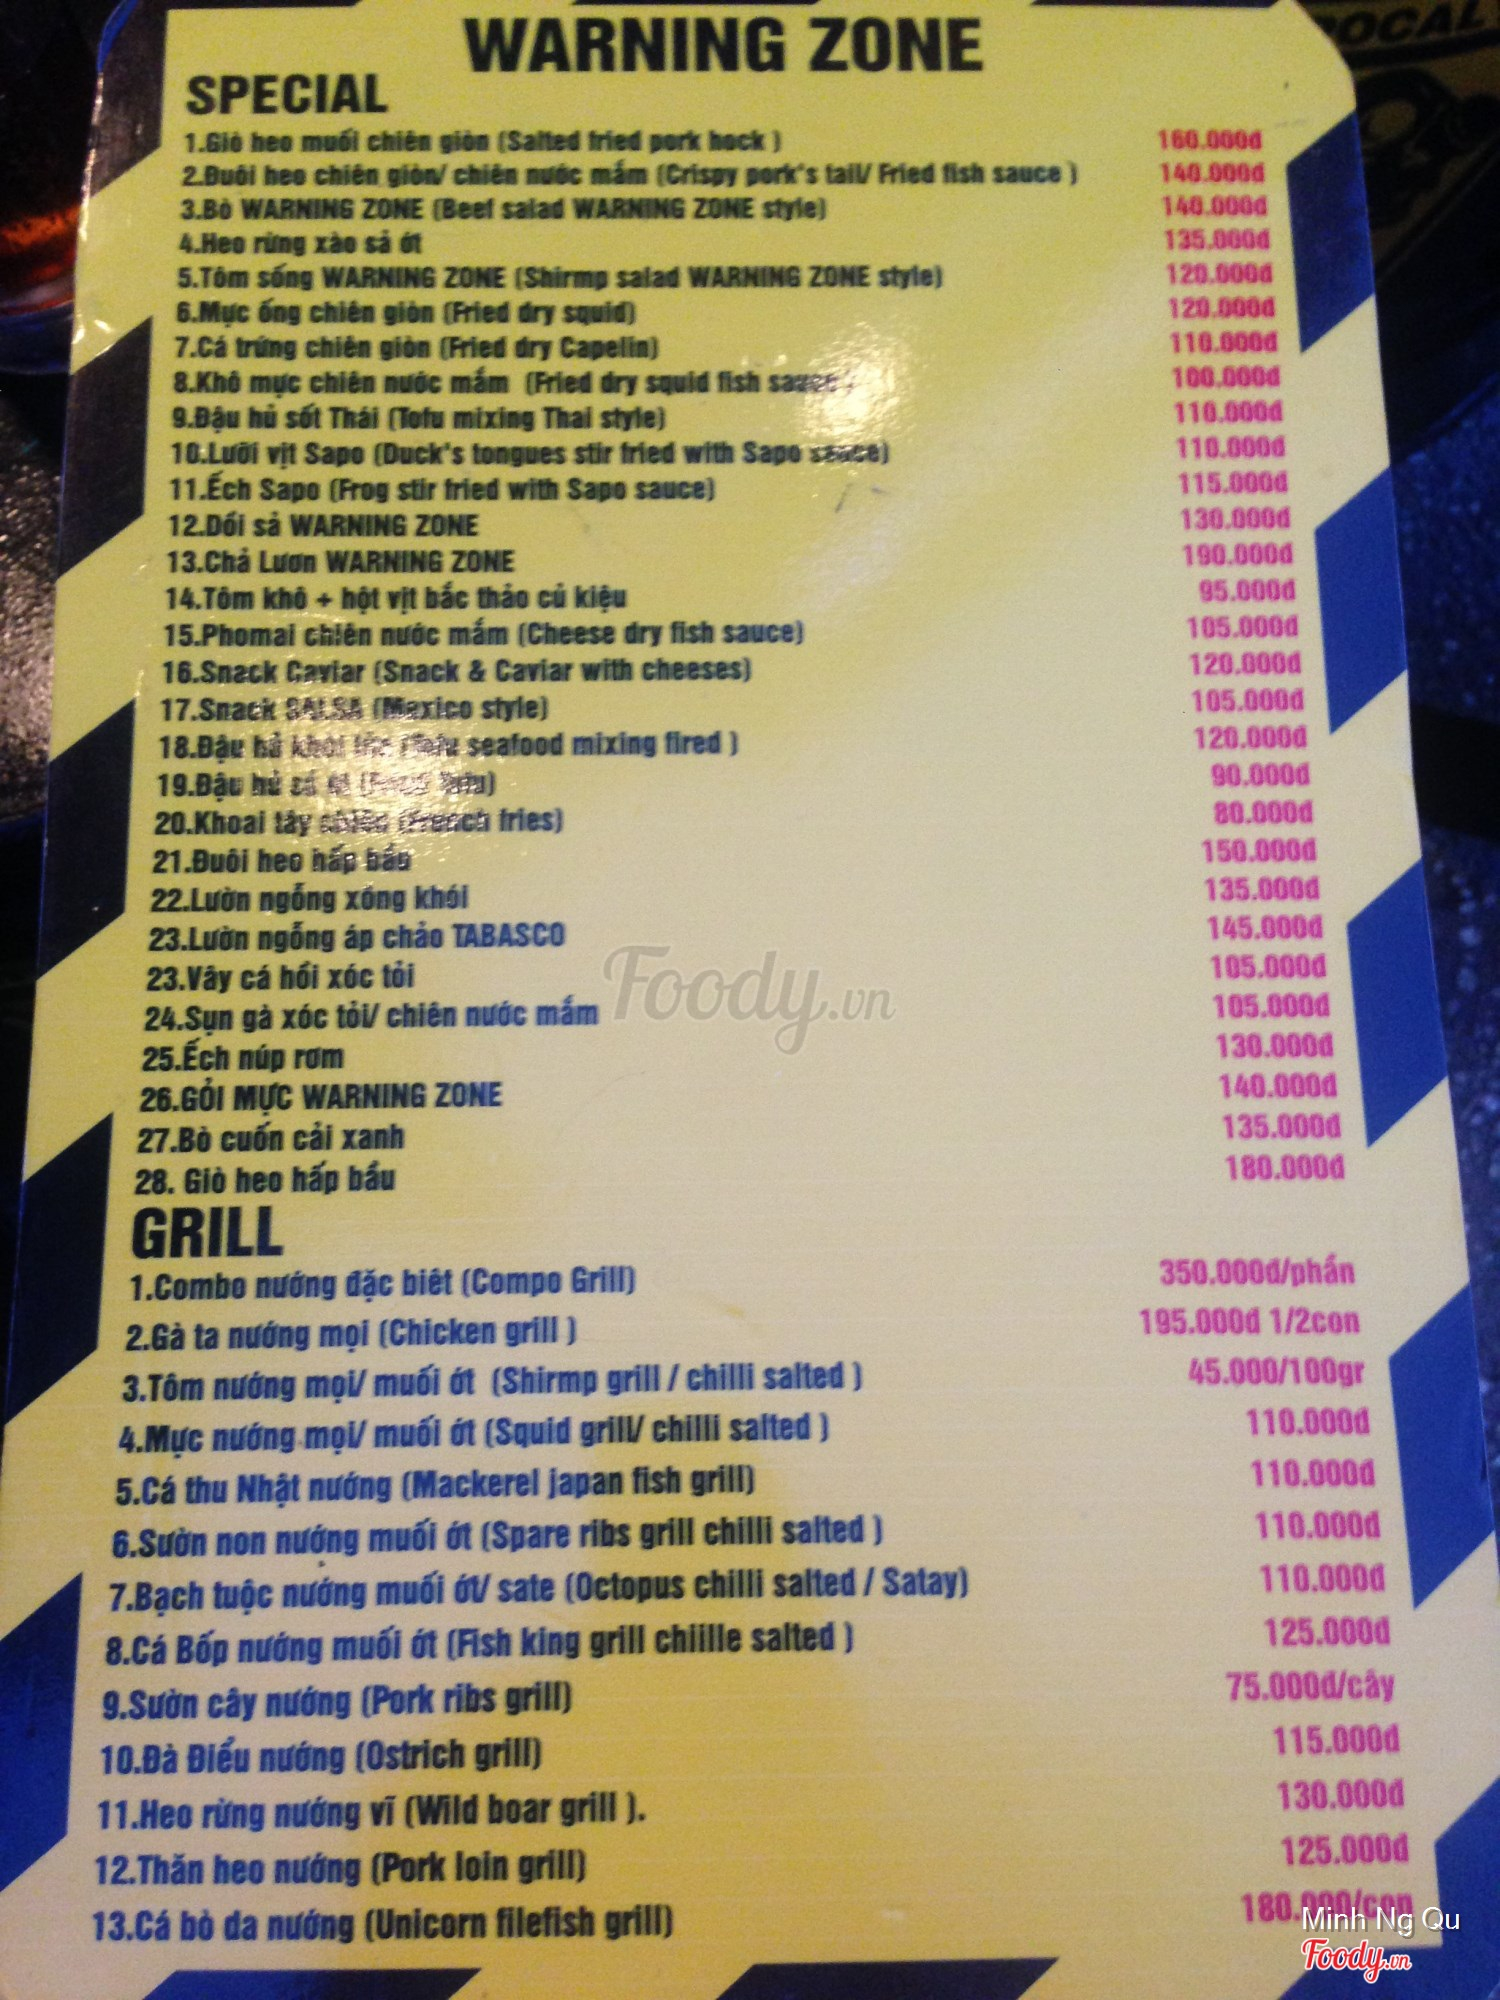 OCAL
WARNING ZONE
SPECIAL
1.Giò heo muối chiên giòn (Salted fried pork hock ) 160.000đ
2.Đuôi heo chiên giòn/ chiên nước mắm (Crispy pork's tail/ Fried fish sauce ) 140.000đ
3.Bò WARNING ZONE (Beef salad WARNING ZONE style) 140.000đ
4.Heo rừng xào sả ớt 135.000đ
5.Tôm sống WARNING ZONE (Shirmp salad WARNING ZONE style) 120.000đ
6.Mực ống chiên giòn (Fried dry squid) 120.000đ
7.Cá trứng chiên giòn (Fried dry Capelin) 110.000đ
8.Khô mực chiên nước mắm (Fried dry squid fish sauce ) 100.000đ
9.Đậu hủ sốt Thái (Tofu mixing Thai style) 110.000đ
10.Lưỡi vịt Sapo (Duck's tongues stir fried with Sapo sauce) 110.000đ
11.Ếch Sapo (Frog stir fried with Sapo sauce) 115.000đ
12.Dồi sả WARNING ZONE 130.000đ
13.Chả Lươn WARNING ZONE 190.000đ
14.Tôm khô + hột vịt bắc thảo củ kiệu 95.000đ
15.Phomai chiên nước mắm (Cheese dry fish sauce) 105.000đ
16.Snack Caviar (Snack & Caviar with cheeses) 120.000đ
17.Snack SALSA (Mexico style) 105.000đ
18.Đậu hủ khói lửa (Tofu seafood mixing fired ) 120.000đ
19.Đậu hủ sả ớt 90.000đ
20.Khoai tây chiên (French fries) 80.000đ
21.Đuôi heo hấp bầu 150.000đ
22.Lườn ngỗng xông khói 135.000đ
23.Lườn ngỗng áp chảo TABASCO 145.000đ
23.Vây cá hồi xóc tỏi 105.000đ
24.Sụn gà xóc tỏi/ chiên nước mắm 105.000đ
25.Ếch núp rơm 130.000đ
26.GỎI MỰC WARNING ZONE 140.000đ
27.Bò cuốn cải xanh 135.000đ
28. Giò heo hấp bầu 180.000đ
GRILL
1.Combo nướng đặc biêt (Compo Grill) 350.000đ/phần
2.Gà ta nướng mọi (Chicken grill ) 195.000đ 1/2con
3.Tôm nướng mọi/ muối ớt (Shirmp grill / chilli salted ) 45.000/100gr
4.Mực nướng mọi/ muối ớt (Squid grill/ chilli salted ) 110.000đ
5.Cá thu Nhật nướng (Mackerel japan fish grill) 110.000đ
6.Sườn non nướng muối ớt (Spare ribs grill chilli salted ) 110.000đ
7.Bạch tuộc nướng muối ớt/ sate (Octopus chilli salted / Satay) 110.000đ
8.Cá Bốp nướng muối ớt (Fish king grill chiille salted ) 125.000đ
9.Sườn cây nướng (Pork ribs grill) 75.000đ/cây
10.Đà Điểu nướng (Ostrich grill) 115.000đ
11.Heo rừng nướng vĩ (Wild boar grill ). 130.000đ
12.Thăn heo nướng (Pork loin grill) 125.000đ
13.Cá bò da nướng (Unicorn filefish grill) 180.000/con
Foody.vn
Minh Ng Qu
Foody.vn